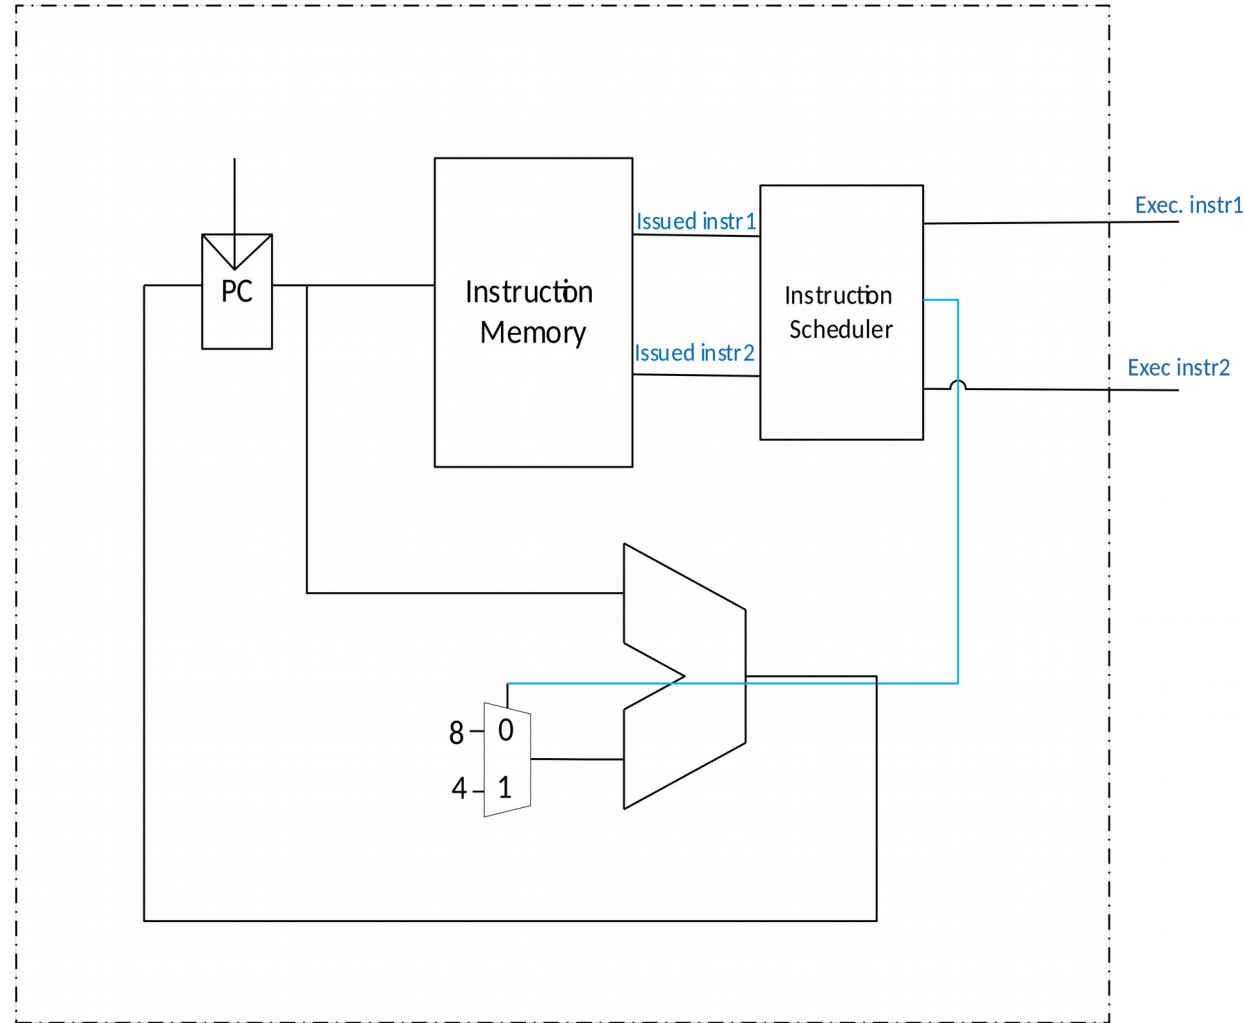 Exec. instr1
Issued instr1
PC
Instruction
Memory
Instruction
Scheduler
Issued instr2
Exec instr2
8
0
4
1